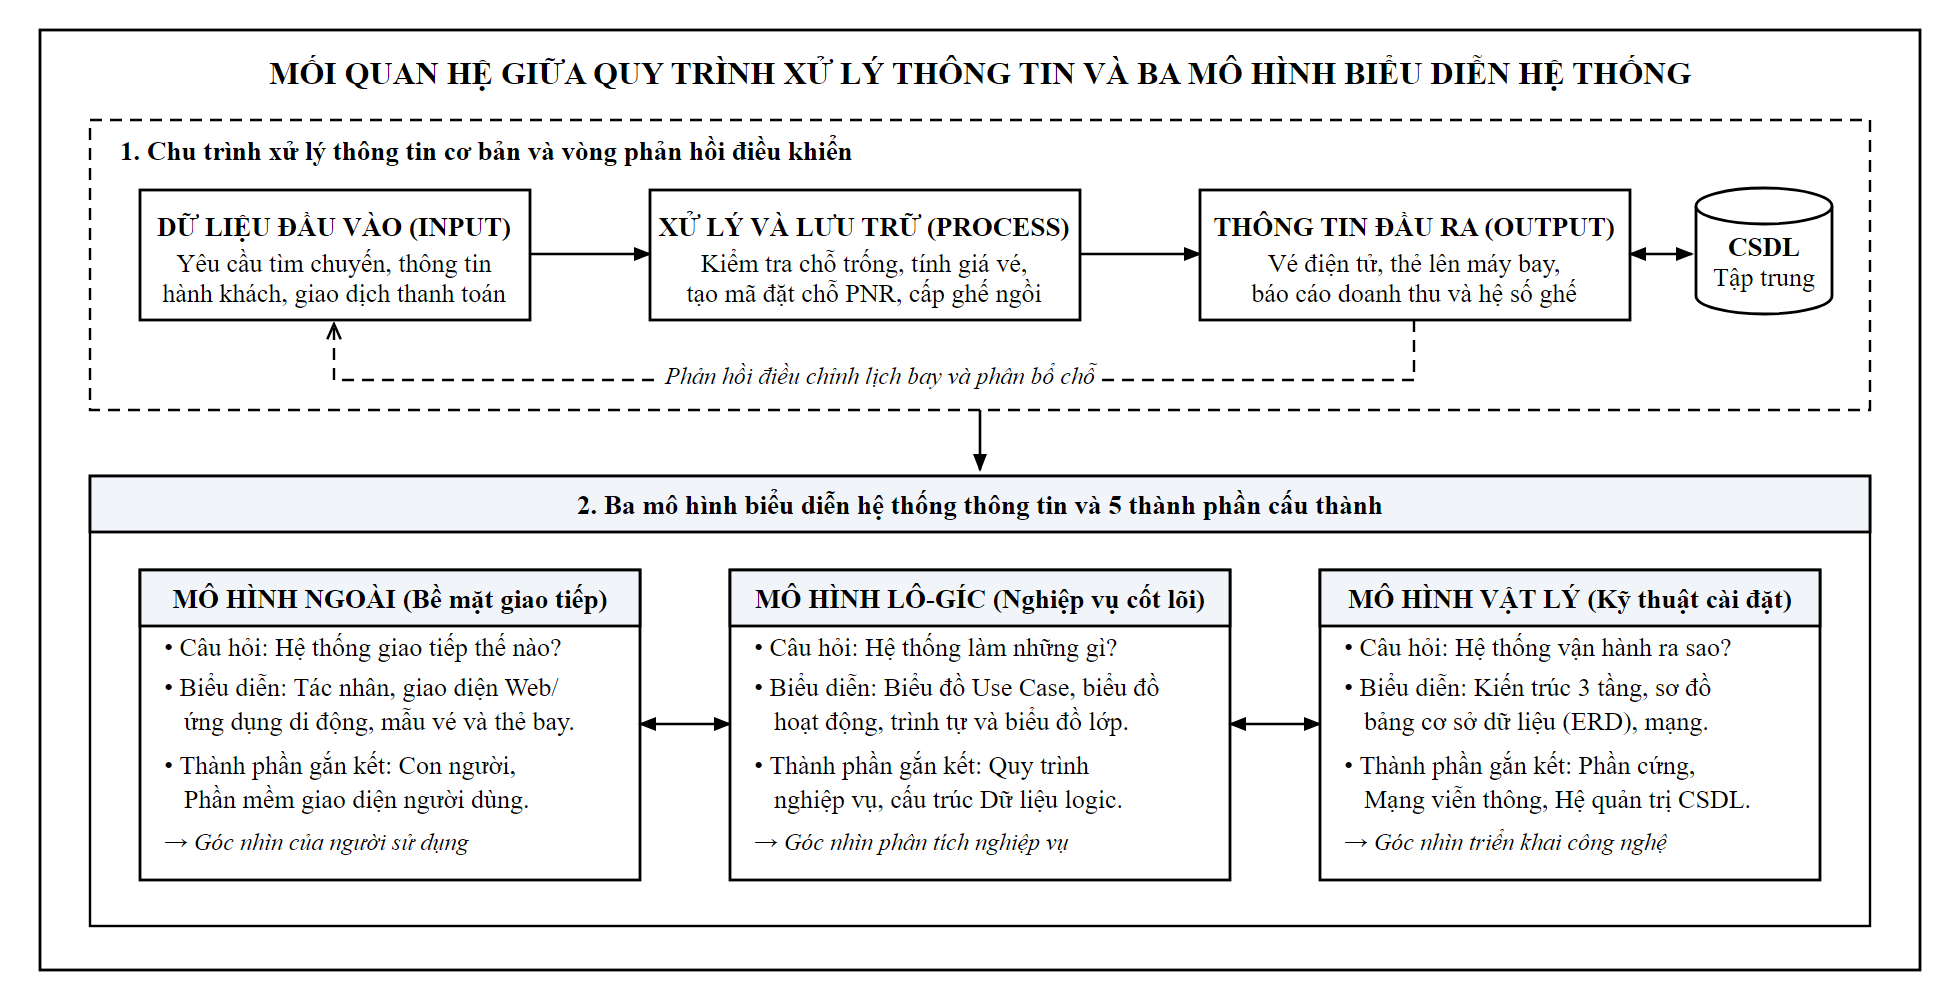 MỐI QUAN HỆ GIỮA QUY TRÌNH XỬ LÝ THÔNG TIN VÀ BA MÔ HÌNH BIỂU DIỄN HỆ THỐNG
1. Chu trình xử lý thông tin cơ bản và vòng phản hồi điều khiển
DỮ LIỆU ĐẦU VÀO (INPUT)
Yêu cầu tìm chuyến, thông tin
hành khách, giao dịch thanh toán
XỬ LÝ VÀ LƯU TRỮ (PROCESS)
Kiểm tra chỗ trống, tính giá vé,
tạo mã đặt chỗ PNR, cấp ghế ngồi
THÔNG TIN ĐẦU RA (OUTPUT)
Vé điện tử, thẻ lên máy bay,
báo cáo doanh thu và hệ số ghế
CSDL
Tập trung
Phản hồi điều chỉnh lịch bay và phân bổ chỗ
2. Ba mô hình biểu diễn hệ thống thông tin và 5 thành phần cấu thành
MÔ HÌNH NGOÀI (Bề mặt giao tiếp)
• Câu hỏi: Hệ thống giao tiếp thế nào?
• Biểu diễn: Tác nhân, giao diện Web/
ứng dụng di động, mẫu vé và thẻ bay.
• Thành phần gắn kết: Con người,
Phần mềm giao diện người dùng.
→ Góc nhìn của người sử dụng
MÔ HÌNH LÔ-GÍC (Nghiệp vụ cốt lõi)
• Câu hỏi: Hệ thống làm những gì?
• Biểu diễn: Biểu đồ Use Case, biểu đồ
hoạt động, trình tự và biểu đồ lớp.
• Thành phần gắn kết: Quy trình
nghiệp vụ, cấu trúc Dữ liệu logic.
→ Góc nhìn phân tích nghiệp vụ
MÔ HÌNH VẬT LÝ (Kỹ thuật cài đặt)
• Câu hỏi: Hệ thống vận hành ra sao?
• Biểu diễn: Kiến trúc 3 tầng, sơ đồ
bảng cơ sở dữ liệu (ERD), mạng.
• Thành phần gắn kết: Phần cứng,
Mạng viễn thông, Hệ quản trị CSDL.
→ Góc nhìn triển khai công nghệ